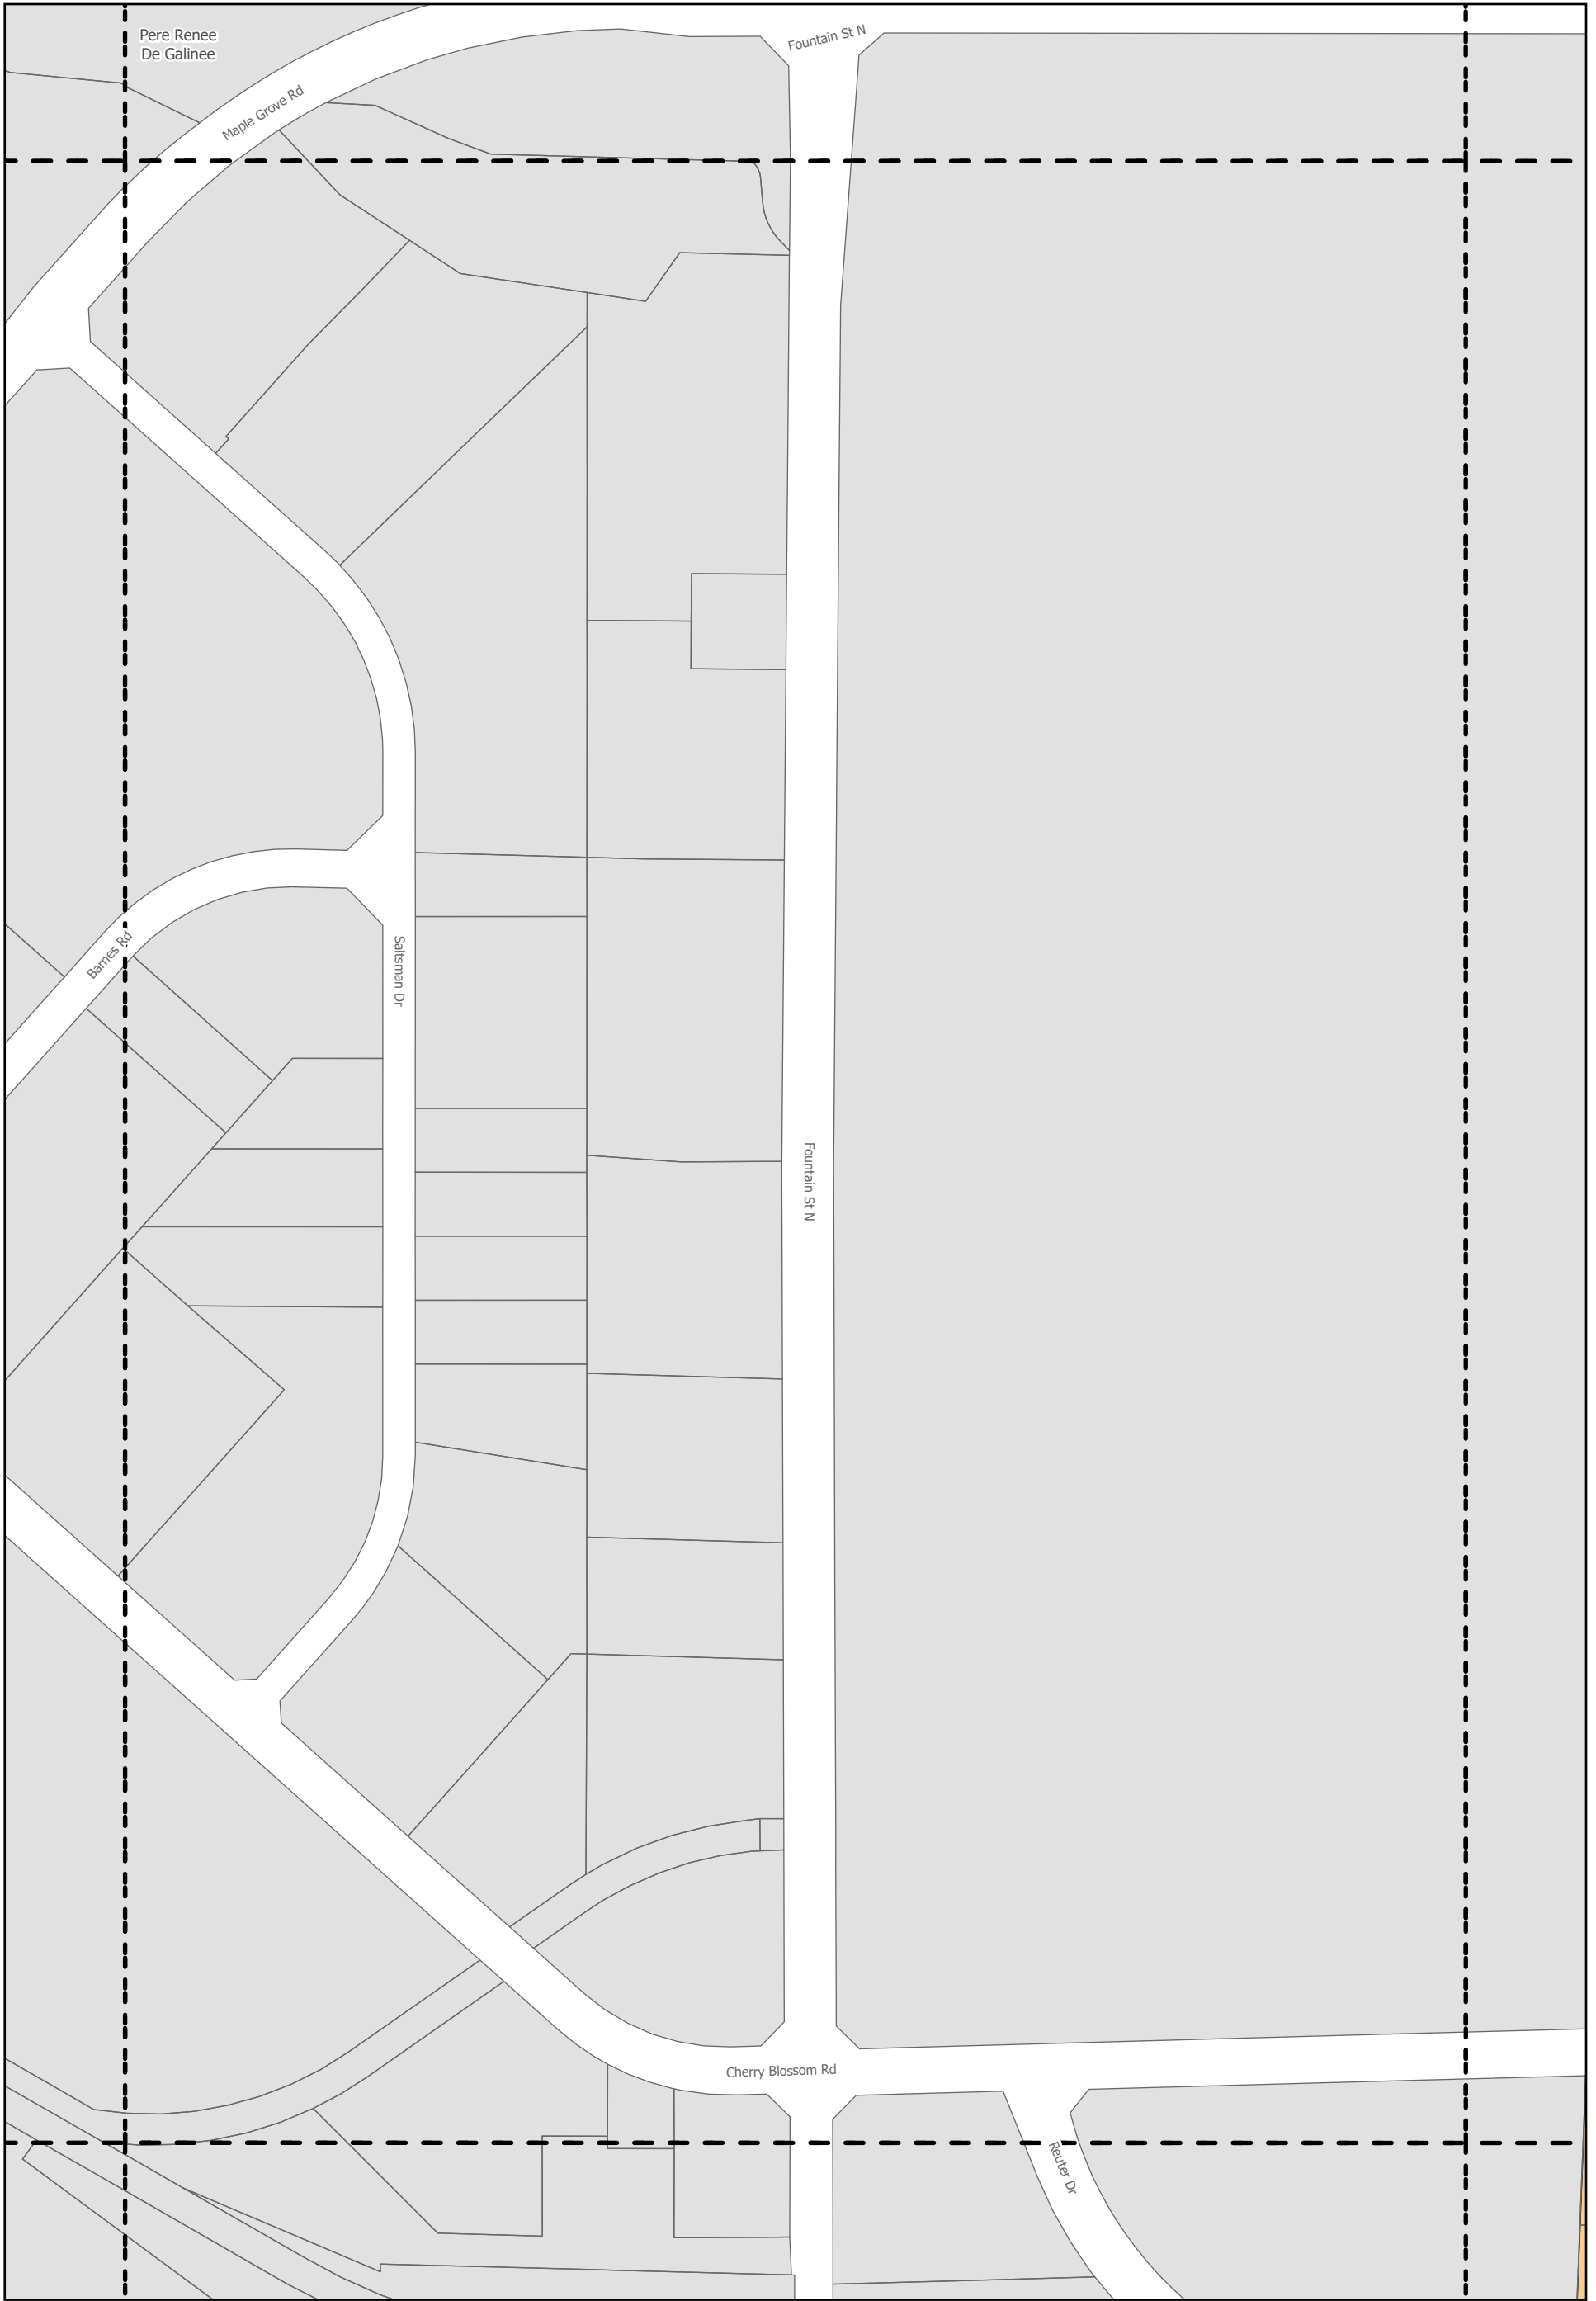 Pere Renee
De Galinee
Fountain St N
Maple Grove Rd
Barnes Rd
Saltsman Dr
Fountain St N
Cherry Blossom Rd
Reuter Dr